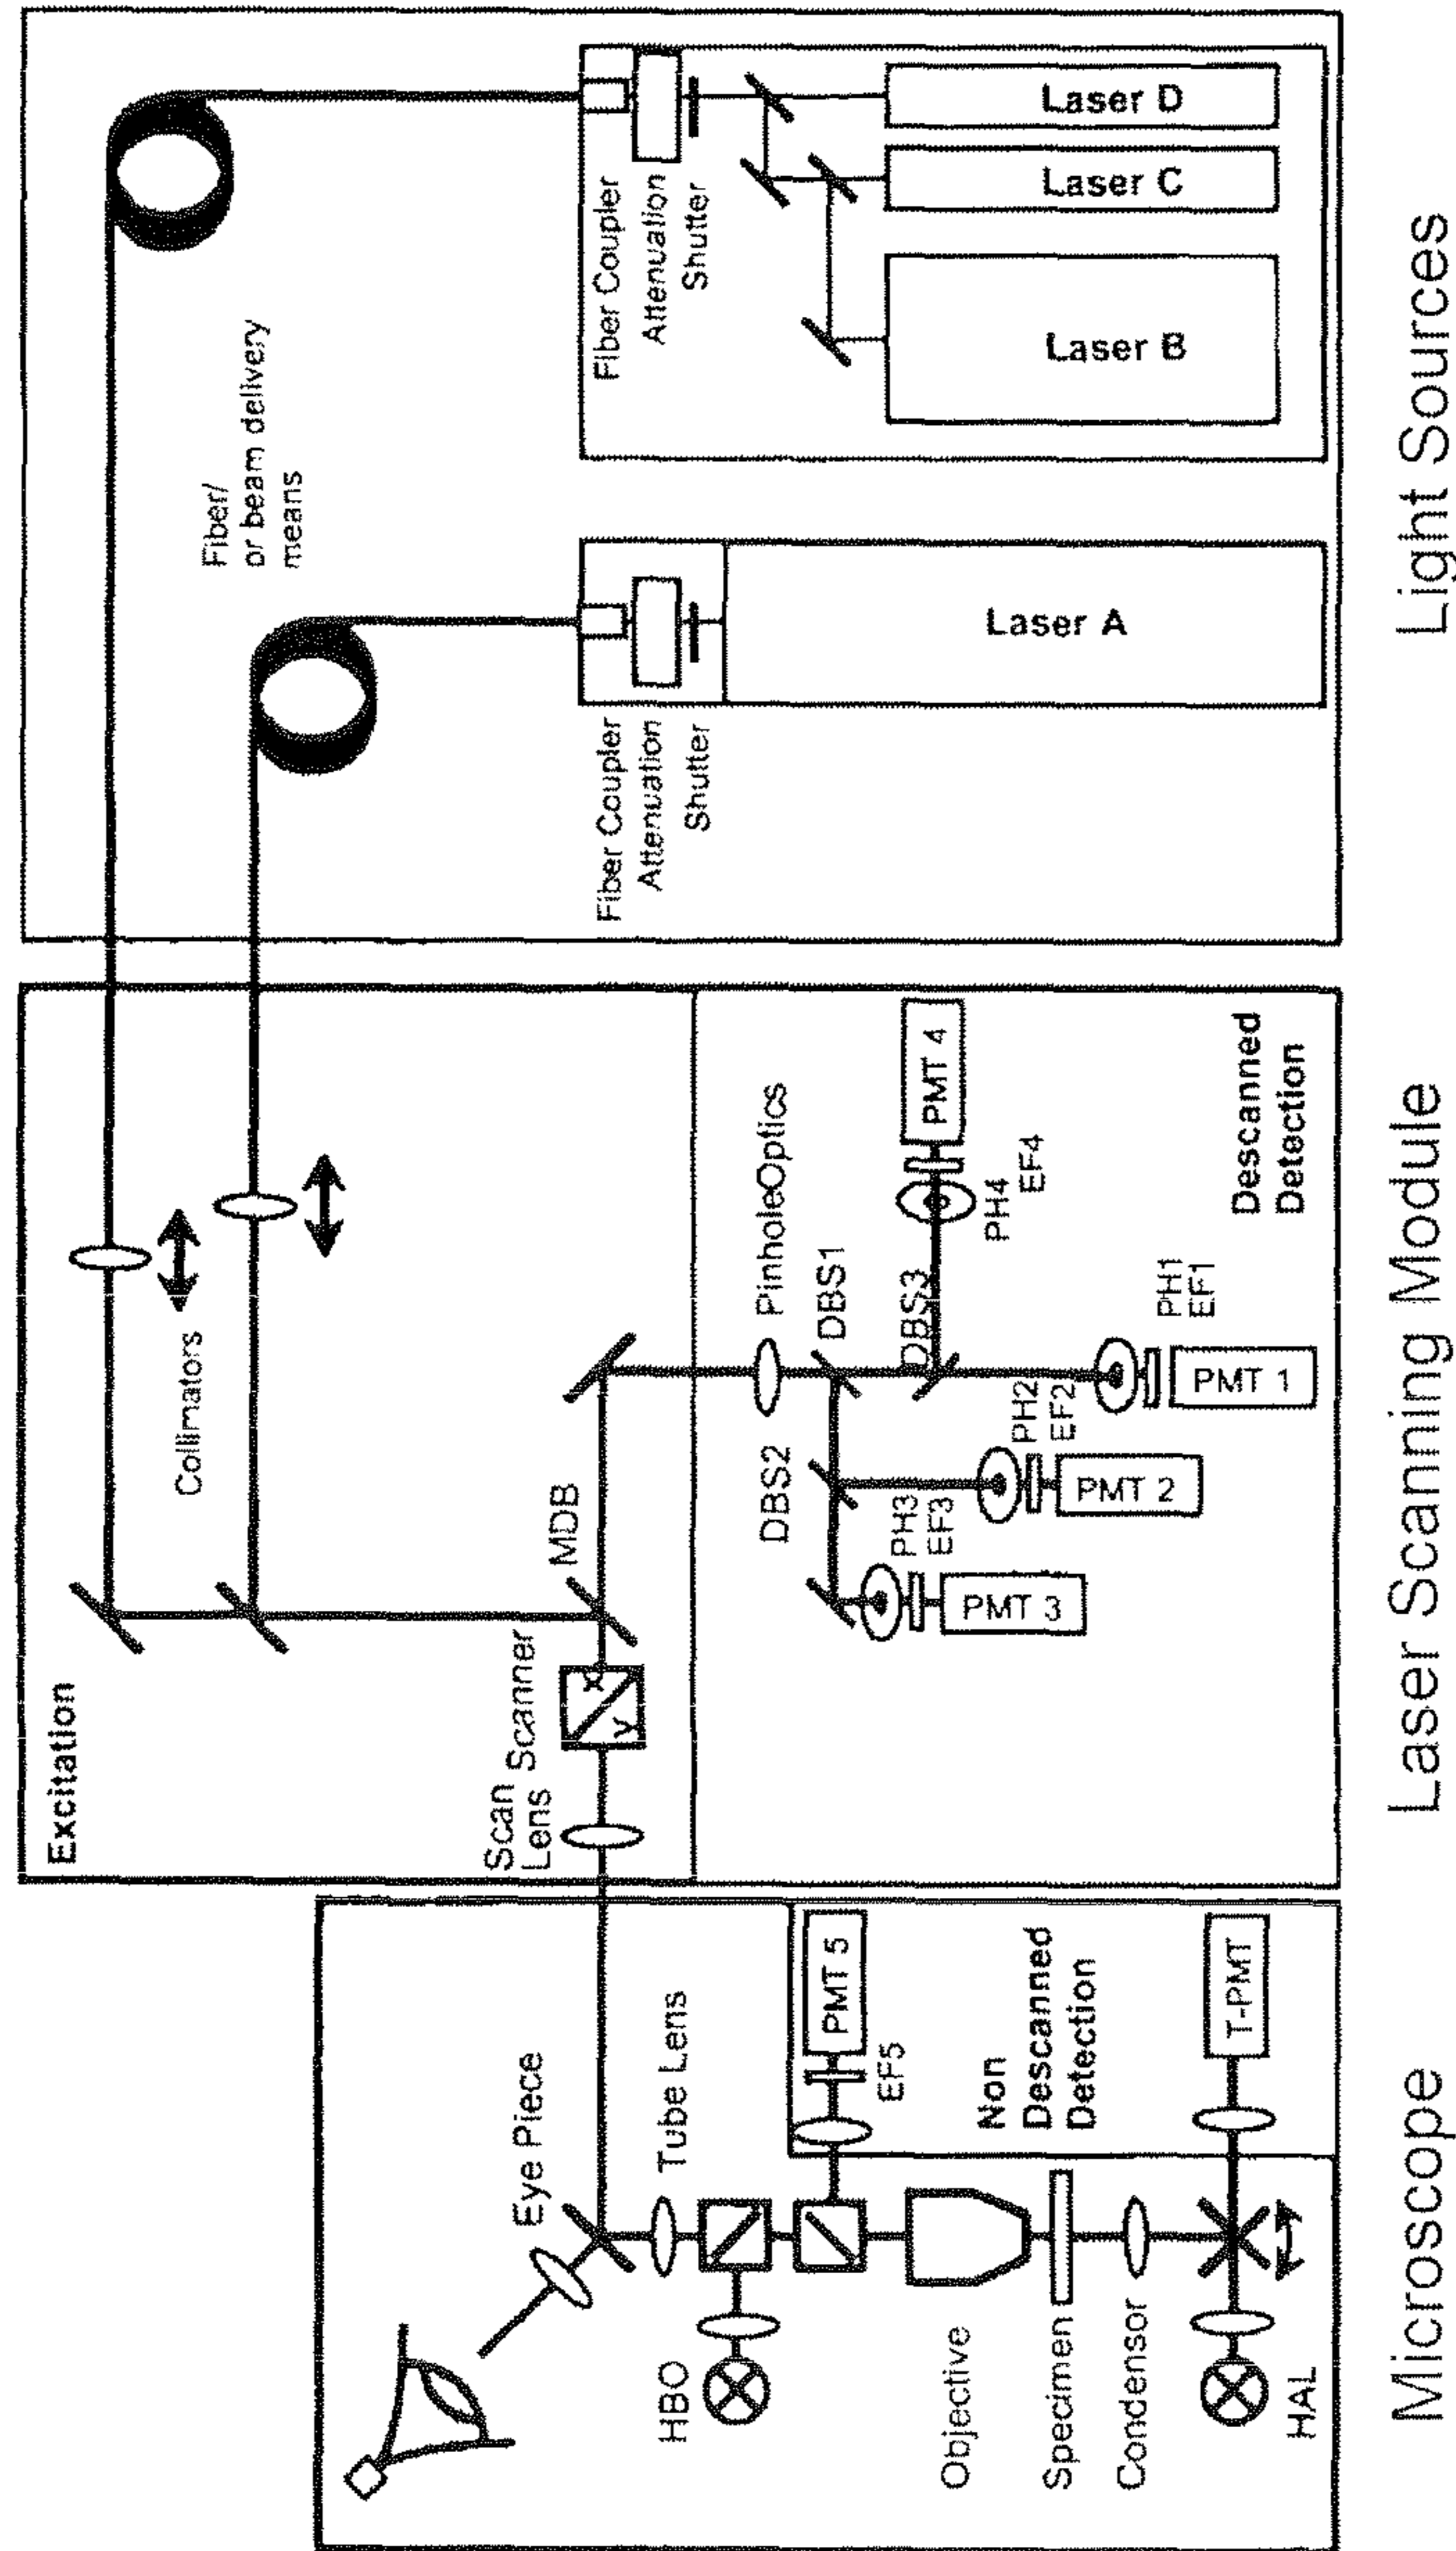 Excitation
Collimators
Fiber/
or beam delivery
means
Scan
Lens
Scanner
MDB
Eye Piece
Tube Lens
HBO
PMT 5
EF5
Non
Descanned
Detection
Objective
Specimen
Condensor
HAL
T-PMT
PinholeOptics
DBS1
DBS2
DBS3
PH4
EF4
PMT 4
PH3
EF3
PMT 3
PH2
EF2
PMT 2
PH1
EF1
PMT 1
Descanned
Detection
X
y
Fiber Coupler
Attenuation
Shutter
Laser A
Fiber Coupler
Attenuation
Shutter
Laser B
Laser C
Laser D
Microscope
Laser Scanning Module
Light Sources